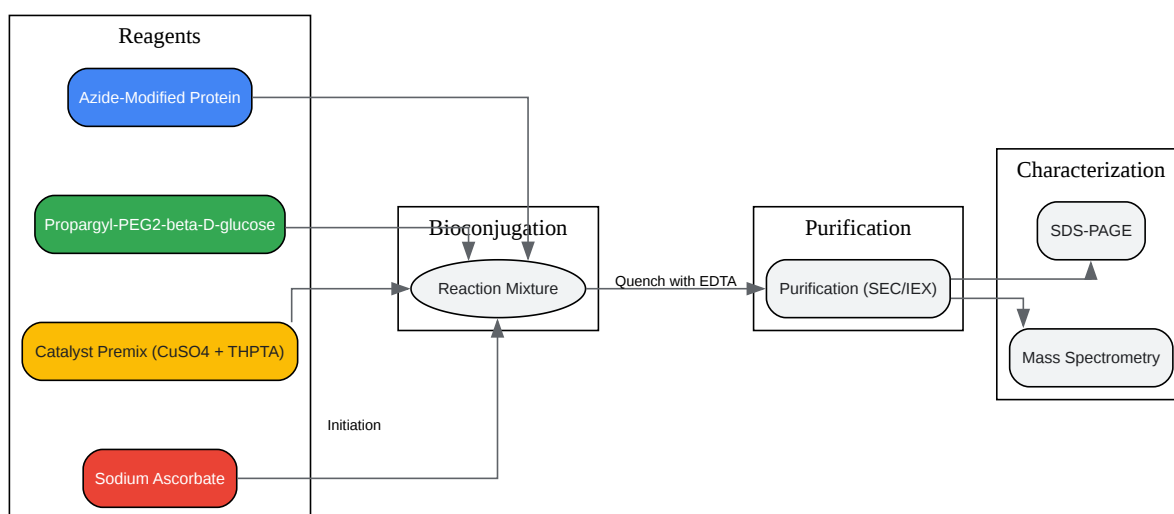 Reagents
Azide-Modified Protein
Propargyl-PEG2-beta-D-glucose
Catalyst Premix (CuSO4 + THPTA)
Sodium Ascorbate
Initiation
Bioconjugation
Reaction Mixture
Quench with EDTA
Purification
Purification (SEC/IEX)
Characterization
SDS-PAGE
Mass Spectrometry